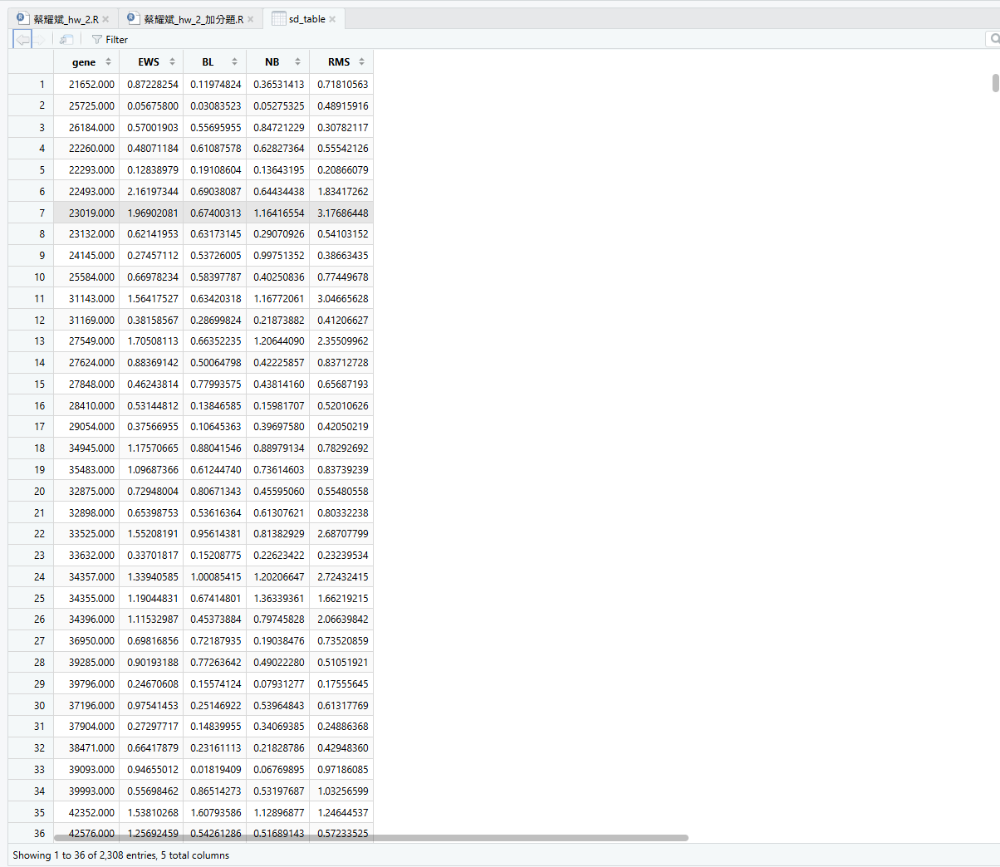 蔡耀斌_hw_2.R
蔡耀斌_hw_2_加分題.R
sd_table
Filter
gene EWS BL NB RMS
1 21652.000 0.87228254 0.11974824 0.36531413 0.71810563
2 25725.000 0.05675800 0.03083523 0.05275325 0.48915916
3 26184.000 0.57001903 0.55695955 0.84721229 0.30782117
4 22260.000 0.48071184 0.61087578 0.62827364 0.55542126
5 22293.000 0.12838979 0.19108604 0.13643195 0.20866079
6 22493.000 2.16197344 0.69038087 0.64434438 1.83417262
7 23019.000 1.96902081 0.67400313 1.16416554 3.17686448
8 23132.000 0.62141953 0.63173145 0.29070926 0.54103152
9 24145.000 0.27457112 0.53726005 0.99751352 0.38663435
10 25584.000 0.66978234 0.58397787 0.40250836 0.77449678
11 31143.000 1.56417527 0.63420318 1.16772061 3.04665628
12 31169.000 0.38158567 0.28699824 0.21873882 0.41206627
13 27549.000 1.70508113 0.66352235 1.20644090 2.35509962
14 27624.000 0.88369142 0.50064798 0.42225857 0.83712728
15 27848.000 0.46243814 0.77993575 0.43814160 0.65687193
16 28410.000 0.53144812 0.13846585 0.15981707 0.52010626
17 29054.000 0.37566955 0.10645363 0.39697580 0.42050219
18 34945.000 1.17570665 0.88041546 0.88979134 0.78292692
19 35483.000 1.09687366 0.61244740 0.73614603 0.83739239
20 32875.000 0.72948004 0.80671343 0.45595060 0.55480558
21 32898.000 0.65398753 0.53616364 0.61307621 0.80332238
22 33525.000 1.55208191 0.95614381 0.81382929 2.68707799
23 33632.000 0.33701817 0.15208775 0.22623422 0.23239534
24 34357.000 1.33940585 1.00085415 1.20206647 2.72432415
25 34355.000 1.19044831 0.67414801 1.36339361 1.66219215
26 34396.000 1.11532987 0.45373884 0.79745828 2.06639842
27 36950.000 0.69816856 0.72187935 0.19038476 0.73520859
28 39285.000 0.90193188 0.77263642 0.49022280 0.51051921
29 39796.000 0.24670608 0.15574124 0.07931277 0.17555645
30 37196.000 0.97541453 0.25146922 0.53964843 0.61317769
31 37904.000 0.27297717 0.14839955 0.34069385 0.24886368
32 38471.000 0.66417879 0.23161113 0.21828786 0.42948360
33 39093.000 0.94655012 0.01819409 0.06769895 0.97186085
34 39993.000 0.55698462 0.86514273 0.53197687 1.03256599
35 42352.000 1.53810268 1.60793586 1.12896877 1.24644537
36 42576.000 1.25692459 0.54261286 0.51689143 0.57233525
Showing 1 to 36 of 2,308 entries, 5 total columns